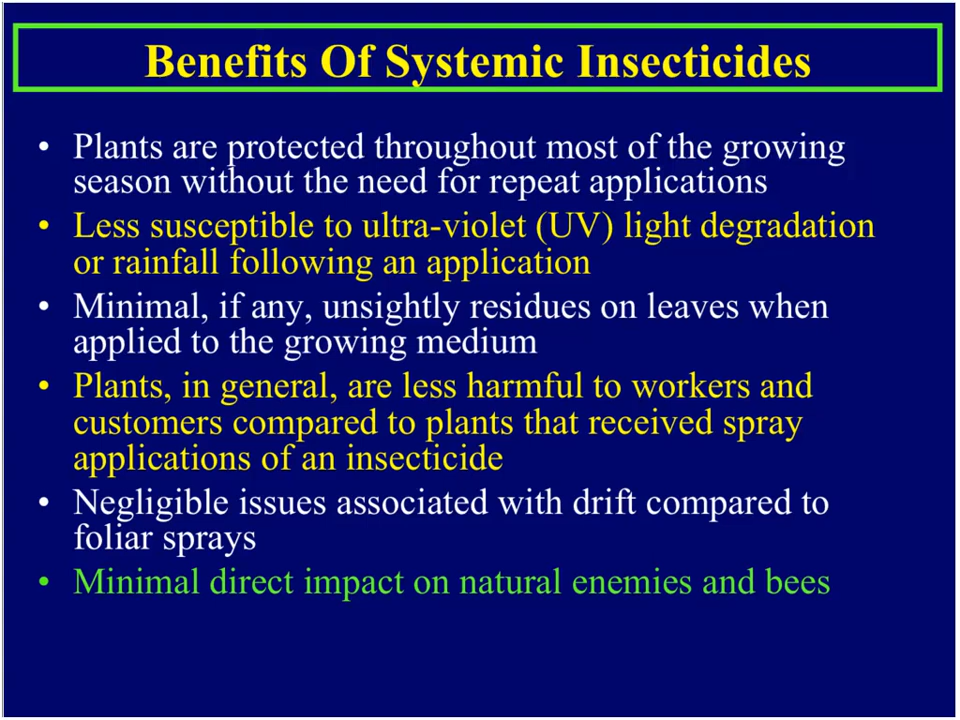 Benefits Of Systemic Insecticides
• Plants are protected throughout most of the growing
season without the need for repeat applications
• Less susceptible to ultra-violet (UV) light degradation
or rainfall following an application
• Minimal, if any, unsightly residues on leaves when
applied to the growing medium
• Plants, in general, are less harmful to workers and
customers compared to plants that received spray
applications of an insecticide
• Negligible issues associated with drift compared to
foliar sprays
• Minimal direct impact on natural enemies and bees